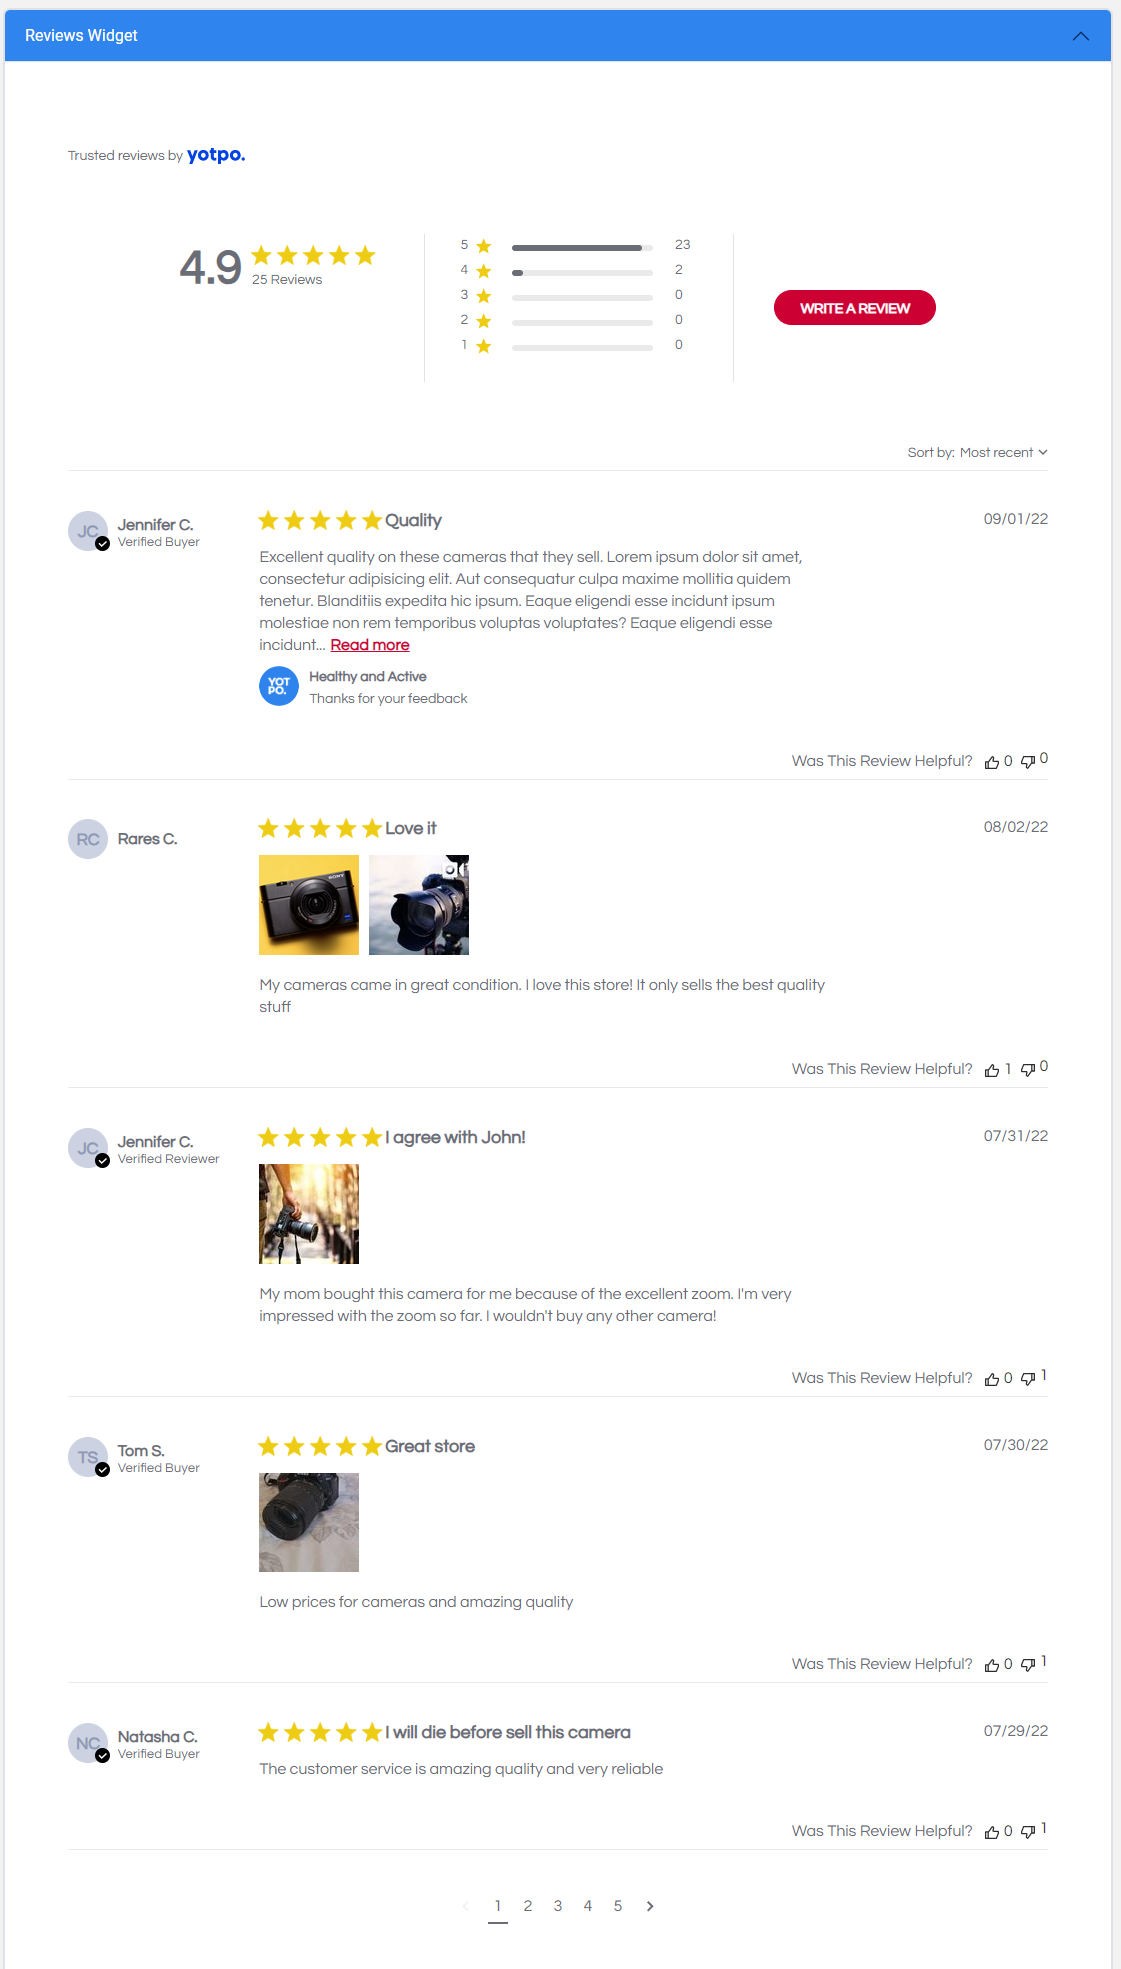 Reviews Widget
Trusted reviews by yotpo.
4.9
25 Reviews
5 23
4 2
3 0
2 0
1 0
WRITE A REVIEW
Sort by: Most recent
JC Jennifer C. Quality 09/01/22
Verified Buyer
Excellent quality on these cameras that they sell. Lorem ipsum dolor sit amet,
consectetur adipisicing elit. Aut consequatur culpa maxime mollitia quidem
tenetur. Blanditiis expedita hic ipsum. Eaque eligendi esse incidunt ipsum
molestiae non rem temporibus voluptas voluptates? Eaque eligendi esse
incidunt... Read more
YOT
PO.
Healthy and Active
Thanks for your feedback
Was This Review Helpful? 0 0
RC Rares C. Love it 08/02/22
SONY
My cameras came in great condition. I love this store! It only sells the best quality
stuff
Was This Review Helpful? 1 0
JC Jennifer C. I agree with John! 07/31/22
Verified Reviewer
My mom bought this camera for me because of the excellent zoom. I'm very
impressed with the zoom so far. I wouldn't buy any other camera!
Was This Review Helpful? 0 1
TS Tom S. Great store 07/30/22
Verified Buyer
Low prices for cameras and amazing quality
Was This Review Helpful? 0 1
NC Natasha C. I will die before sell this camera 07/29/22
Verified Buyer
The customer service is amazing quality and very reliable
Was This Review Helpful? 0 1
1 2 3 4 5